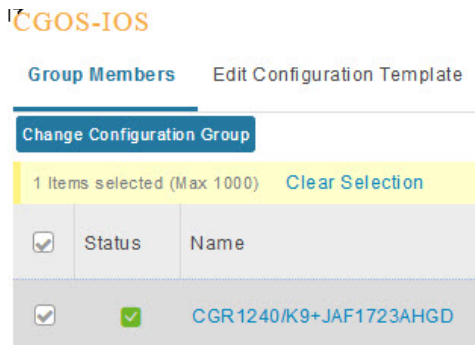 CGOS-IOS
Group Members Edit Configuration Template
Change Configuration Group
1 Items selected (Max 1000) Clear Selection
Status Name
CGR1240/K9+JAF1723AHGD